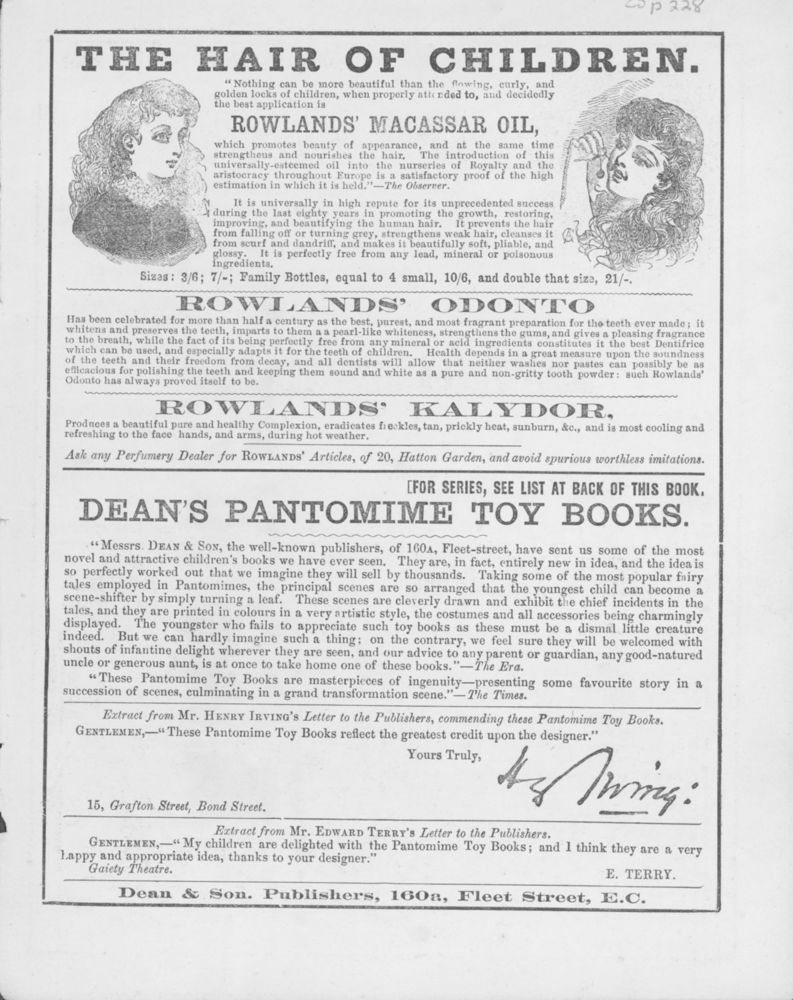 p 228
THE HAIR OF CHILDREN.
"Nothing can be more beautiful than the flowing, curly, and
golden locks of children, when properly attended to, and decidedly
the best application is
ROWLANDS' MACASSAR OIL,
which promotes beauty of appearance, and at the same time
strengthens and nourishes the hair. The introduction of this
universally-esteemed oil into the nurseries of Royalty and the
aristocracy throughout Europe is a satisfactory proof of the high
estimation in which it is held."—The Observer.
It is universally in high repute for its unprecedented success
during the last eighty years in promoting the growth, restoring,
improving, and beautifying the human hair. It prevents the hair
from falling off or turning grey, strengthens weak hair, cleanses it
from scurf and dandriff, and makes it beautifully soft, pliable, and
glossy. It is perfectly free from any lead, mineral or poisonous
ingredients.
Sizes: 3/6; 7/-; Family Bottles, equal to 4 small, 10/6, and double that size, 21/-.
ROWLANDS' ODONTO
Has been celebrated for more than half a century as the best, purest, and most fragrant preparation for the teeth ever made; it
whitens and preserves the teeth, imparts to them a a pearl-like whiteness, strengthens the gums, and gives a pleasing fragrance
to the breath, while the fact of its being perfectly free from any mineral or acid ingredients constitutes it the best Dentifrice
which can be used, and especially adapts it for the teeth of children. Health depends in a great measure upon the soundness
of the teeth and their freedom from decay, and all dentists will allow that neither washes nor pastes can possibly be as
efficacious for polishing the teeth and keeping them sound and white as a pure and non-gritty tooth powder: such Rowlands'
Odonto has always proved itself to be.
ROWLANDS' KALYDOR,
Produces a beautiful pure and healthy Complexion, eradicates freckles, tan, prickly heat, sunburn, &c., and is most cooling and
refreshing to the face hands, and arms, during hot weather.
Ask any Perfumery Dealer for ROWLANDS' Articles, of 20, Hatton Garden, and avoid spurious worthless imitations.
[FOR SERIES, SEE LIST AT BACK OF THIS BOOK.
DEAN'S PANTOMIME TOY BOOKS.
"Messrs. DEAN & SON, the well-known publishers, of 160A, Fleet-street, have sent us some of the most
novel and attractive children's books we have ever seen. They are, in fact, entirely new in idea, and the idea is
so perfectly worked out that we imagine they will sell by thousands. Taking some of the most popular fairy
tales employed in Pantomimes, the principal scenes are so arranged that the youngest child can become a
scene-shifter by simply turning a leaf. These scenes are cleverly drawn and exhibit the chief incidents in the
tales, and they are printed in colours in a very artistic style, the costumes and all accessories being charmingly
displayed. The youngster who fails to appreciate such toy books as these must be a dismal little creature
indeed. But we can hardly imagine such a thing; on the contrary, we feel sure they will be welcomed with
shouts of infantine delight wherever they are seen, and our advice to any parent or guardian, any good-natured
uncle or generous aunt, is at once to take home one of these books."—The Era.
"These Pantomime Toy Books are masterpieces of ingenuity—presenting some favourite story in a
succession of scenes, culminating in a grand transformation scene."—The Times.
Extract from Mr. HENRY IRVING'S Letter to the Publishers, commending these Pantomime Toy Books.
GENTLEMEN,—"These Pantomime Toy Books reflect the greatest credit upon the designer."
Yours Truly,
Hy Irving:
15, Grafton Street, Bond Street.
Extract from Mr. EDWARD TERRY'S Letter to the Publishers.
GENTLEMEN,—"My children are delighted with the Pantomime Toy Books; and I think they are a very
happy and appropriate idea, thanks to your designer."
Gaiety Theatre.
E. TERRY.
Dean & Son. Publishers, 160a, Fleet Street, E.C.